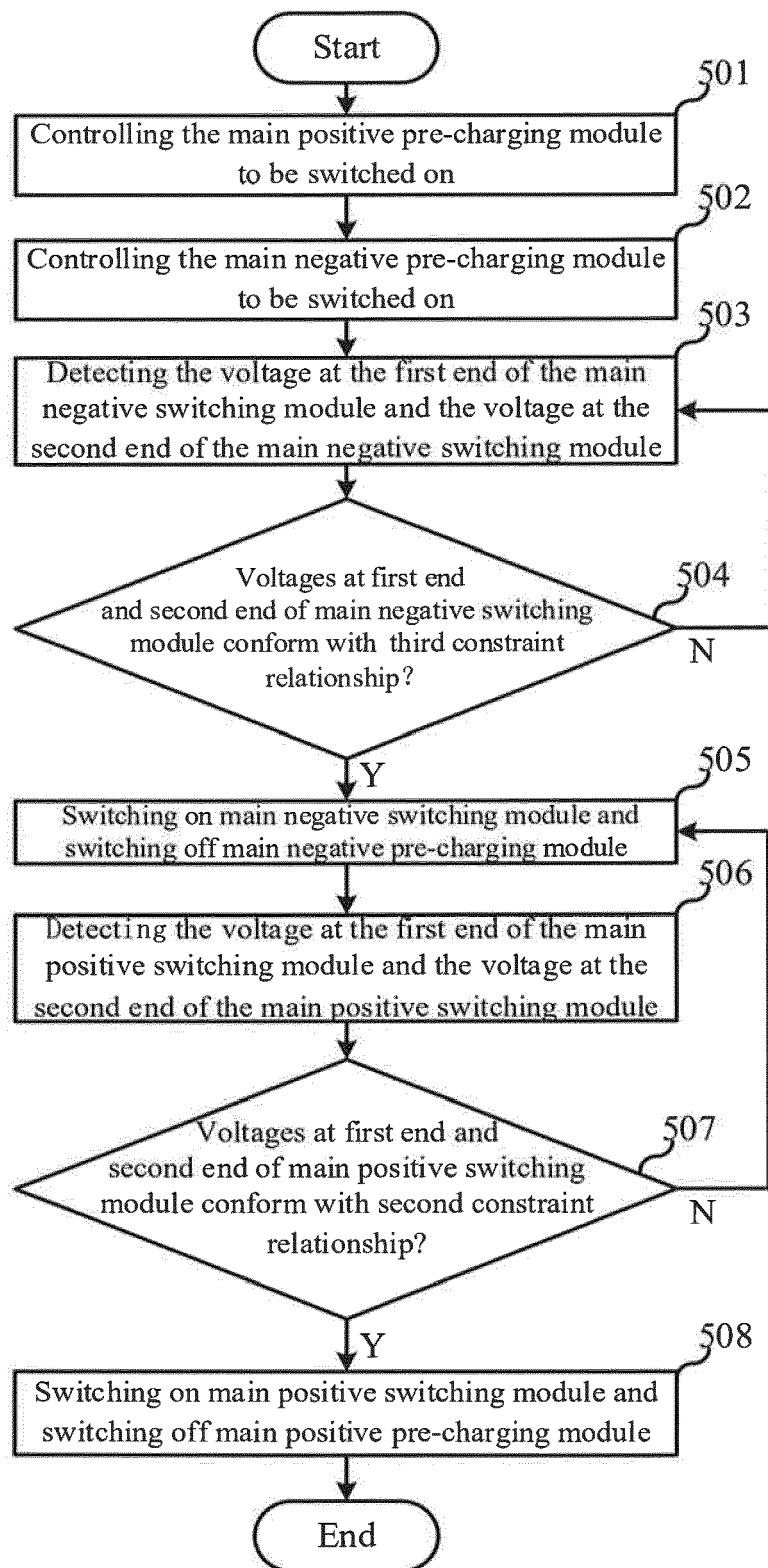 Start
501
Controlling the main positive pre-charging module
to be switched on
502
Controlling the main negative pre-charging module
to be switched on
503
Detecting the voltage at the first end of the main
negative switching module and the voltage at the
second end of the main negative switching module
504
Voltages at first end
and second end of main negative switching
module conform with third constraint
relationship?
N
Y
505
Switching on main negative switching module and
switching off main negative pre-charging module
506
Detecting the voltage at the first end of the main
positive switching module and the voltage at the
second end of the main positive switching module
507
Voltages at first end and
second end of main positive switching
module conform with second constraint
relationship?
N
Y
508
Switching on main positive switching module and
switching off main positive pre-charging module
End